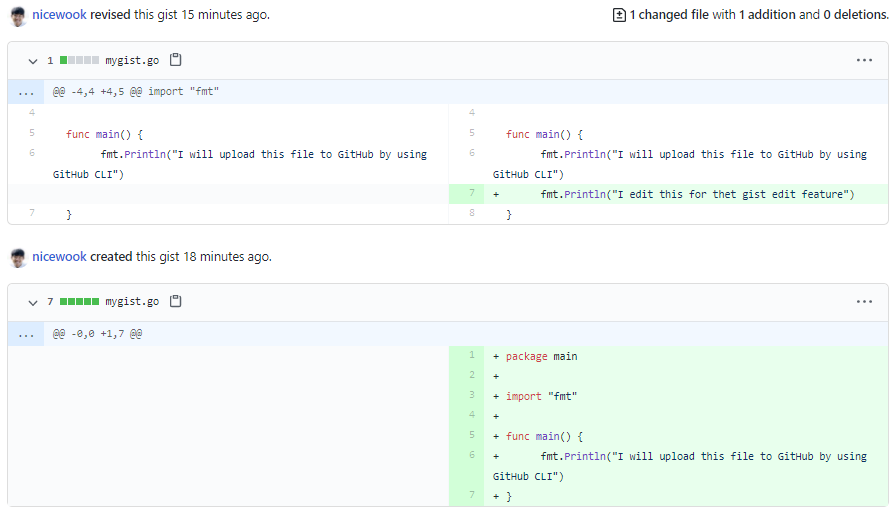 nicewook revised this gist 15 minutes ago. 1 changed file with 1 addition and 0 deletions.
1 mygist.go
... @@ -4,4 +4,5 @@ import "fmt"
4 4
5 func main() { 5 func main() {
6 fmt.Println("I will upload this file to GitHub by using 6 fmt.Println("I will upload this file to GitHub by using
GitHub CLI") GitHub CLI")
7 + fmt.Println("I edit this for thet gist edit feature")
7 } 8 }
nicewook created this gist 18 minutes ago.
7 mygist.go
... @@ -0,0 +1,7 @@
1 + package main
2 +
3 + import "fmt"
4 +
5 + func main() {
6 + fmt.Println("I will upload this file to GitHub by using
GitHub CLI")
7 + }